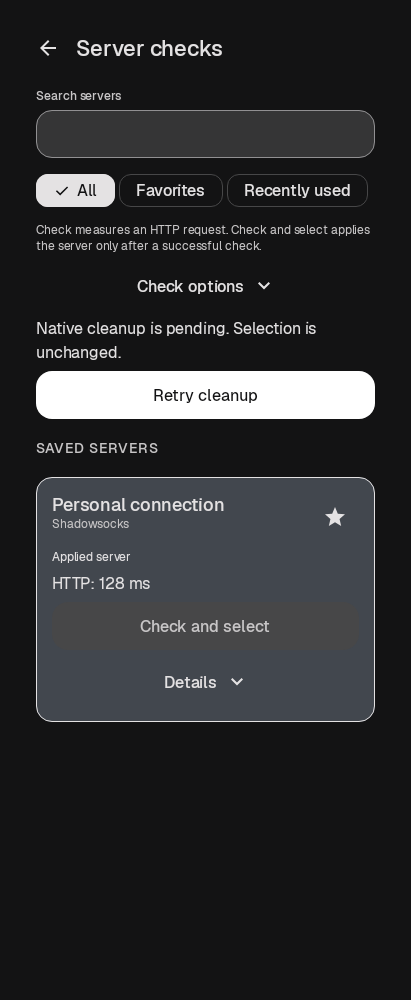 Server checks
Search servers
All
Favorites
Recently used
Check measures an HTTP request. Check and select applies
the server only after a successful check.
Check options
Native cleanup is pending. Selection is
unchanged.
Retry cleanup
SAVED SERVERS
Personal connection
Shadowsocks
Applied server
HTTP: 128 ms
Check and select
Details